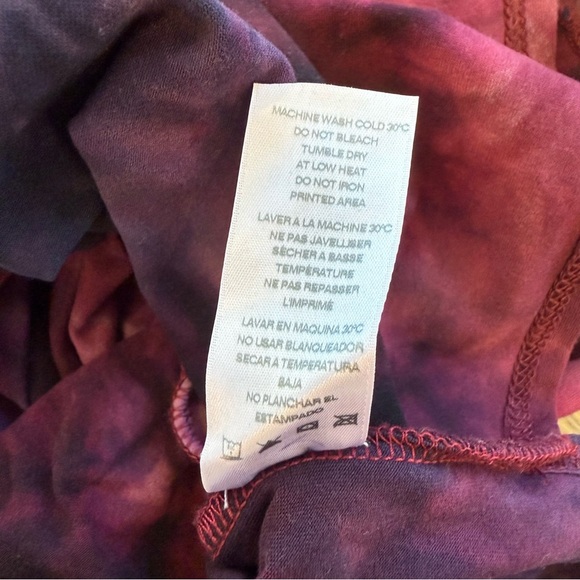 MACHINE WASH COLD 30°C
DO NOT BLEACH
TUMBLE DRY
AT LOW HEAT
DO NOT IRON
PRINTED AREA
LAVER A LA MACHINE 30°C
NE PAS JAVELLISER
SÉCHER A BASSE
TEMPÉRATURE
NE PAS REPASSER
L'IMPRIMÉ
LAVAR EN MAQUINA 30°C
NO USAR BLANQUEADOR
SECAR A TEMPERATURA
BAJA
NO PLANCHAR EL
ESTAMPADO